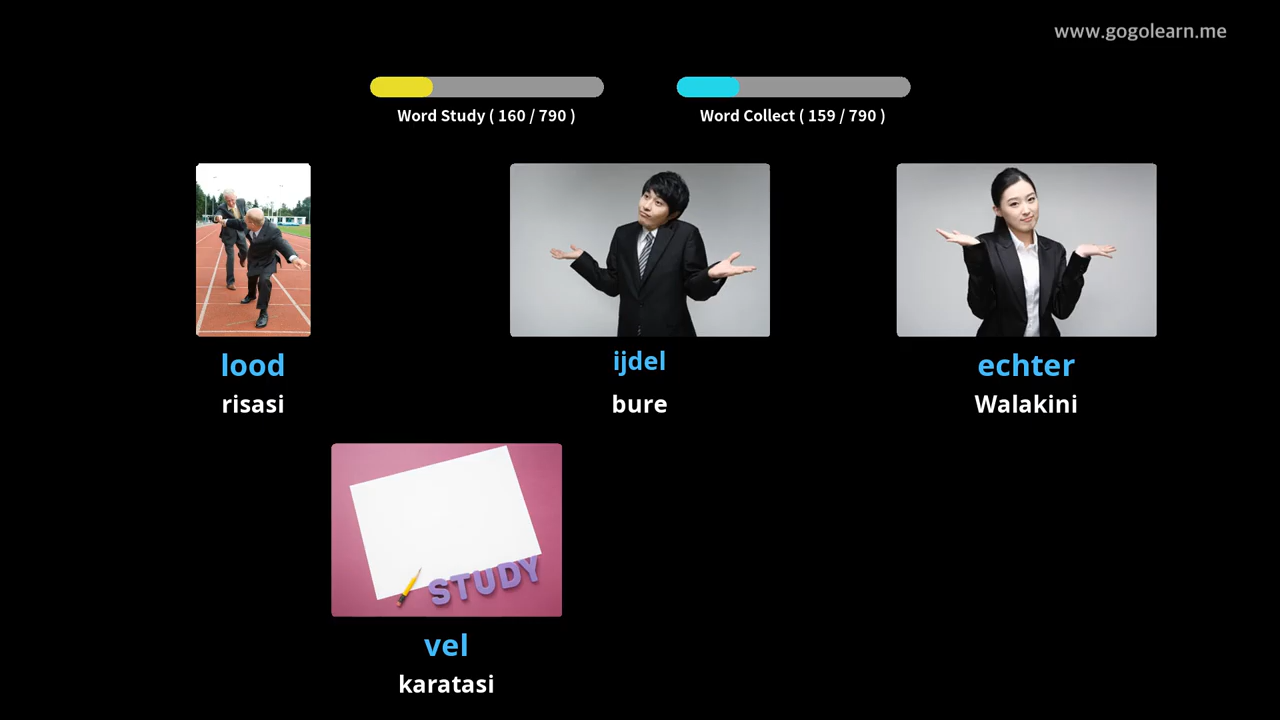 www.gogolearn.me
Word Study ( 160 / 790 )
Word Collect ( 159 / 790 )
lood
risasi
ijdel
bure
echter
Walakini
STUDY
vel
karatasi